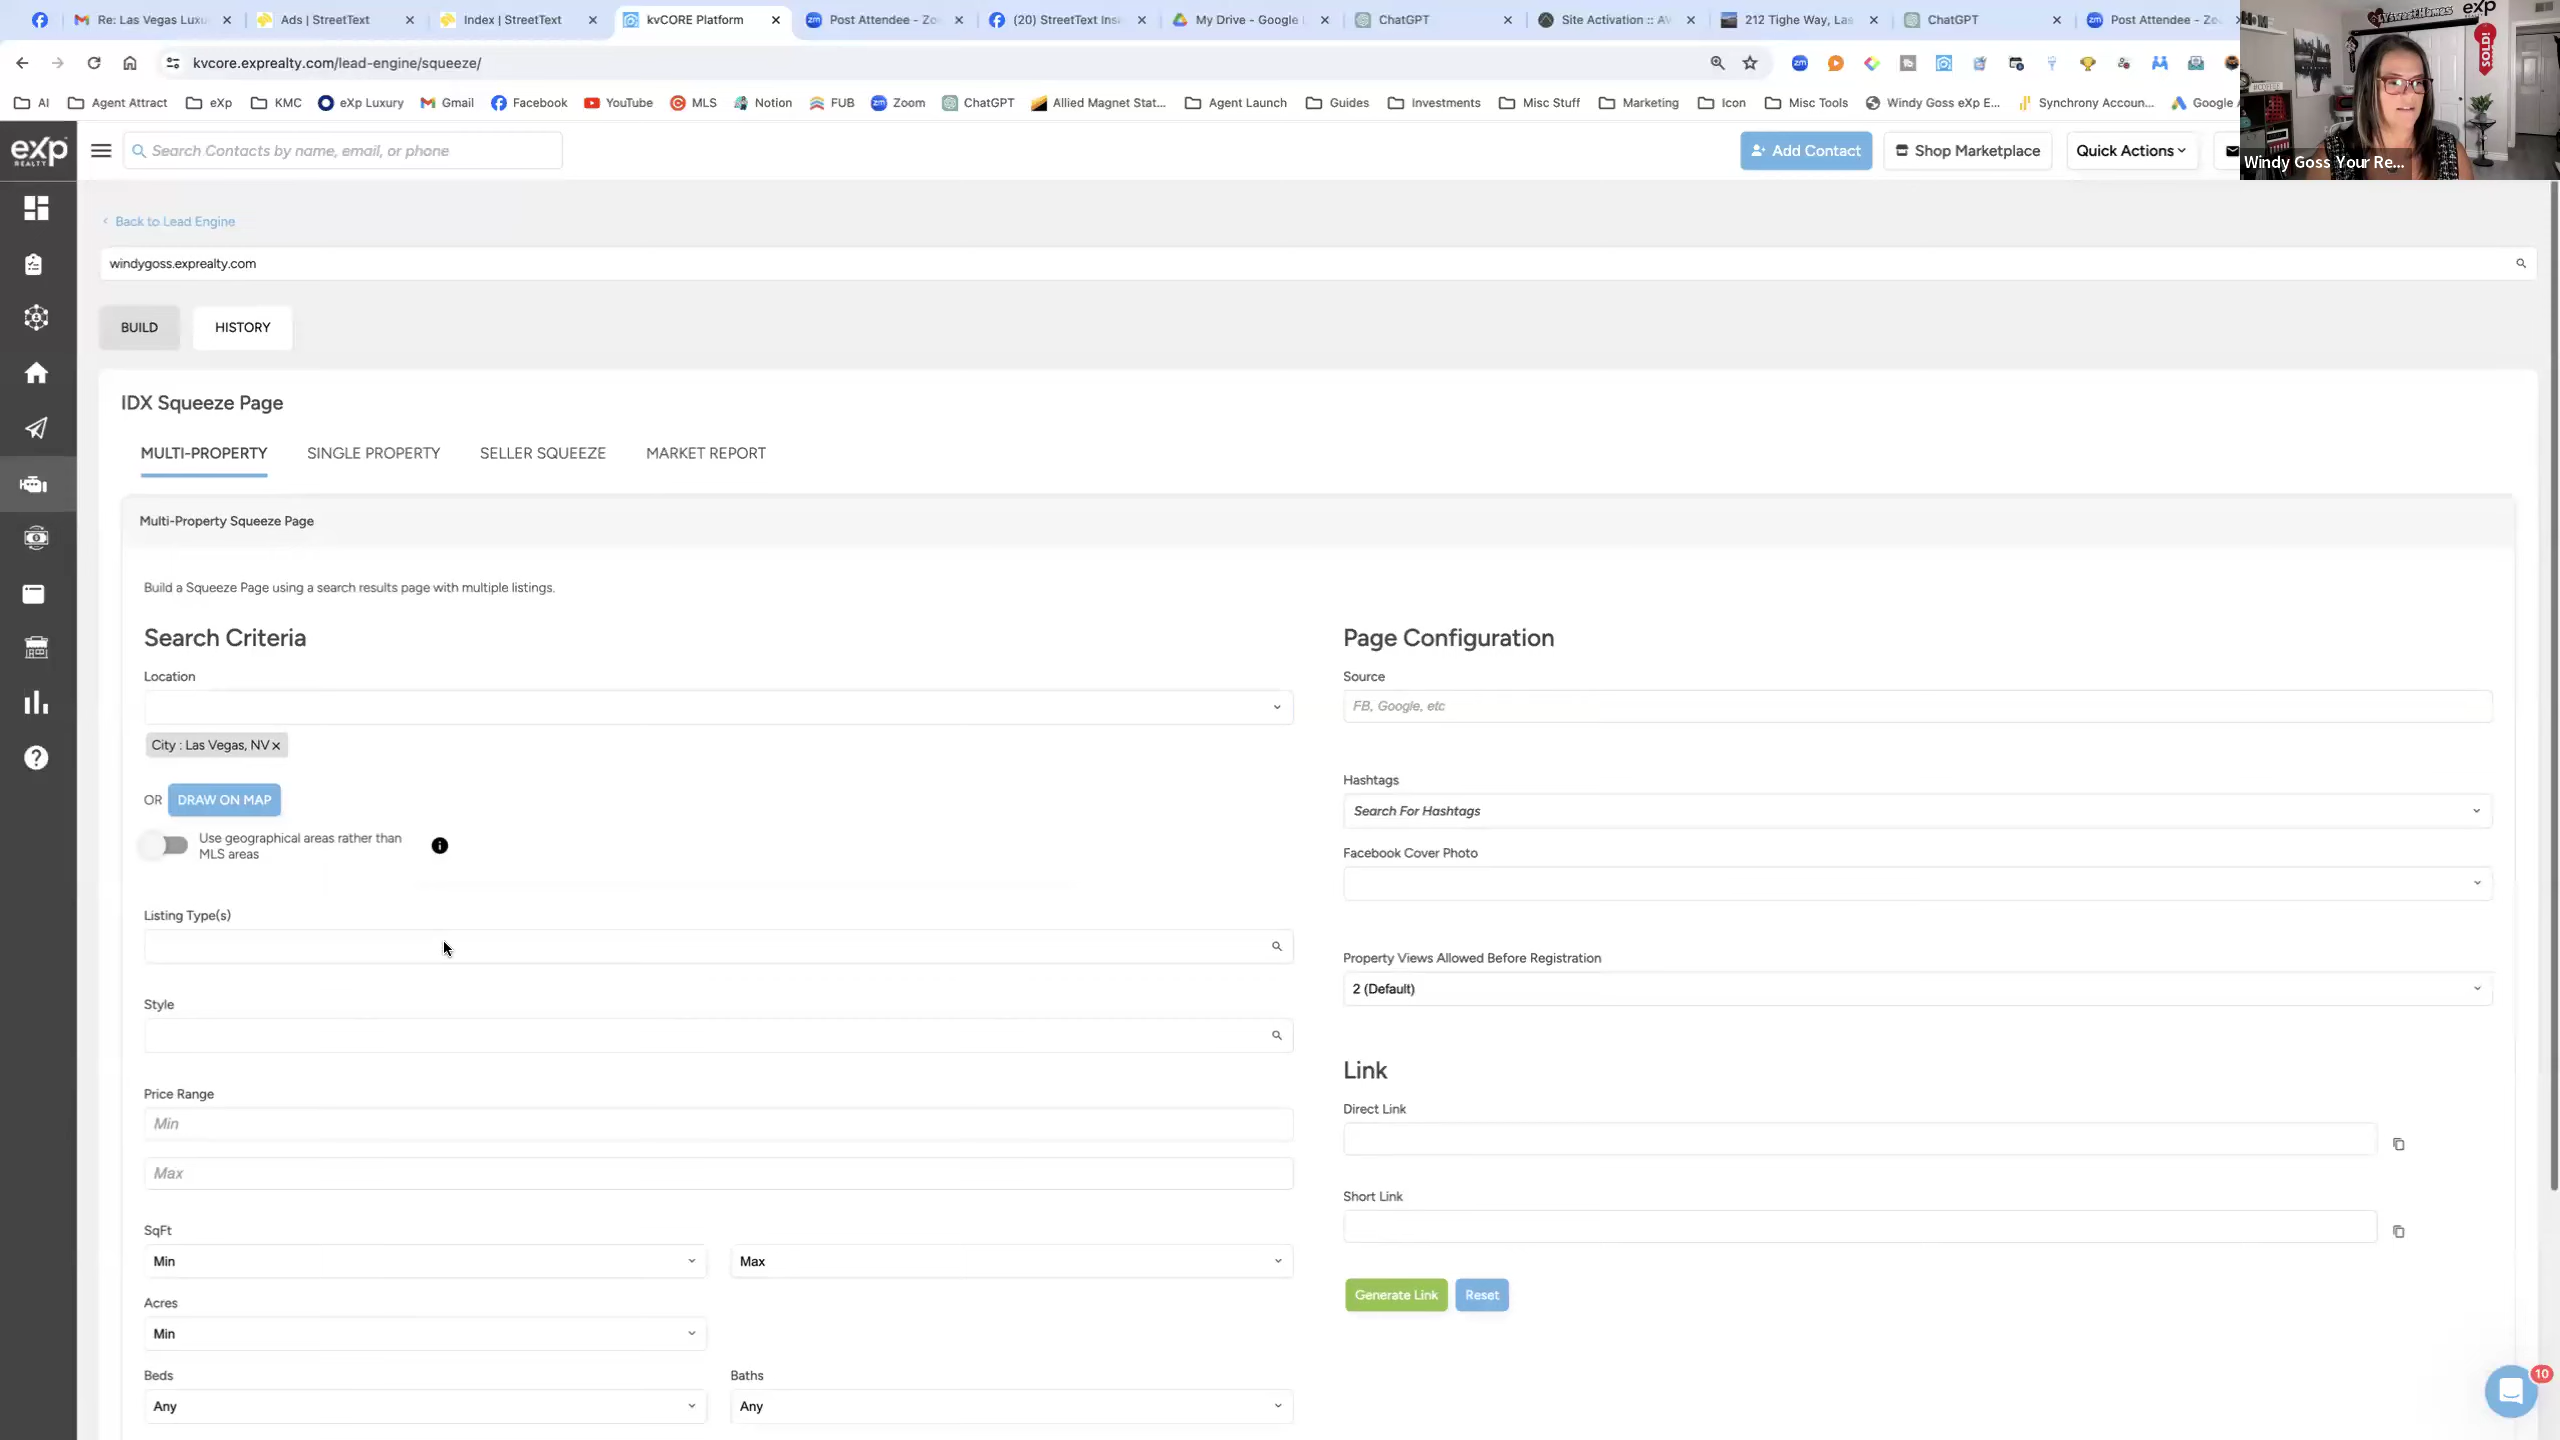 Re: Las Vegas Luxu
Ads | StreetText
Index | StreetText
kvCORE Platform
Post Attendee - Zo
(20) StreetText Insi
My Drive - Google
ChatGPT
Site Activation :: AV
212 Tighe Way, Las
ChatGPT
Post Attendee - Zo
kvcore.exprealty.com/lead-engine/squeeze/
AI
Agent Attract
eXp
KMC
eXp Luxury
Gmail
Facebook
YouTube
MLS
Notion
FUB
Zoom
ChatGPT
Allied Magnet Stat...
Agent Launch
Guides
Investments
Misc Stuff
Marketing
Icon
Misc Tools
Windy Goss eXp E...
Synchrony Accoun...
Google A
eXp
SOLD!
Windy Goss Your Re...
eXp
REALTY
Search Contacts by name, email, or phone
Add Contact
Shop Marketplace
Quick Actions
Back to Lead Engine
windygoss.exprealty.com
BUILD
HISTORY
IDX Squeeze Page
MULTI-PROPERTY
SINGLE PROPERTY
SELLER SQUEEZE
MARKET REPORT
Multi-Property Squeeze Page
Build a Squeeze Page using a search results page with multiple listings.
Search Criteria
Location
City : Las Vegas, NV
OR DRAW ON MAP
Use geographical areas rather than
MLS areas
Listing Type(s)
Style
Price Range
Min
Max
SqFt
Min
Max
Acres
Min
Beds
Any
Baths
Any
Page Configuration
Source
FB, Google, etc
Hashtags
Search For Hashtags
Facebook Cover Photo
Property Views Allowed Before Registration
2 (Default)
Link
Direct Link
Short Link
Generate Link
Reset
10